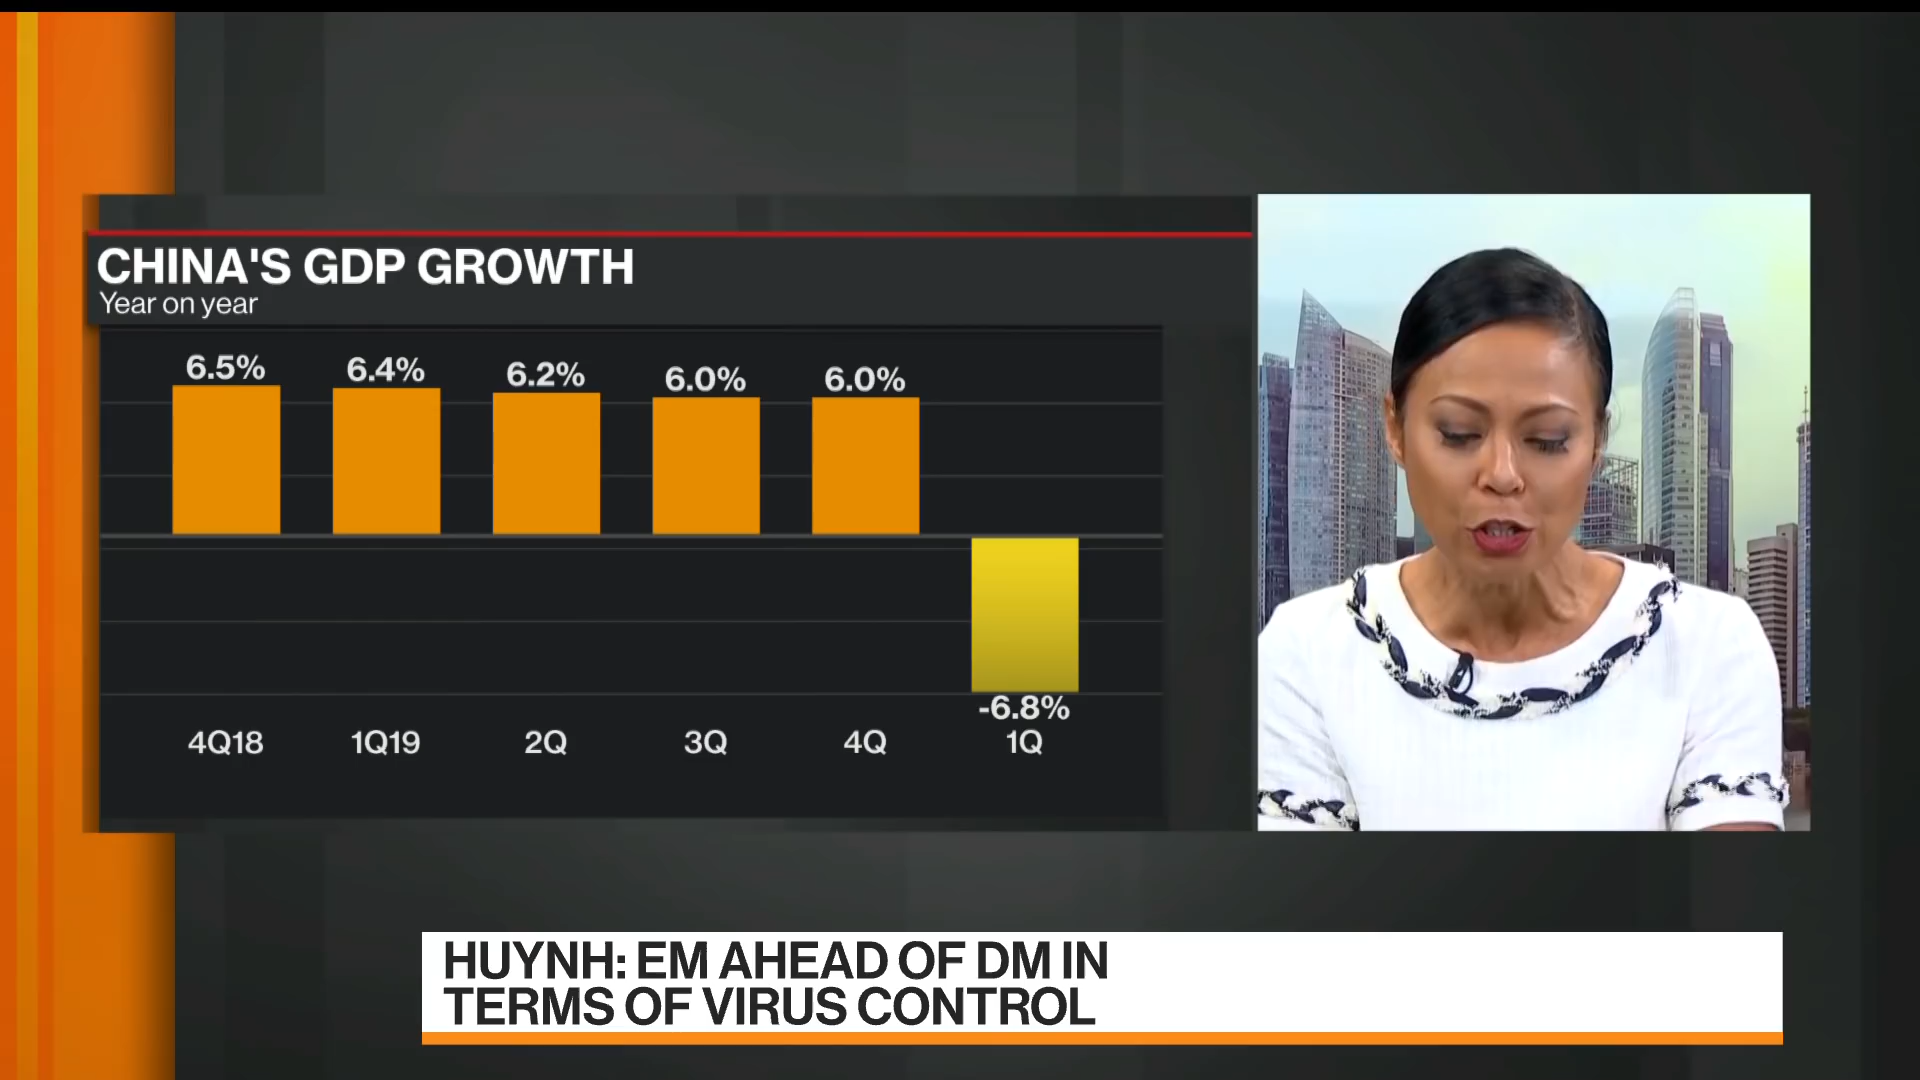 CHINA'S GDP GROWTH
Year on year
6.5% 6.4% 6.2% 6.0% 6.0%
-6.8%
4Q18 1Q19 2Q 3Q 4Q 1Q
HUYNH: EM AHEAD OF DM IN
TERMS OF VIRUS CONTROL